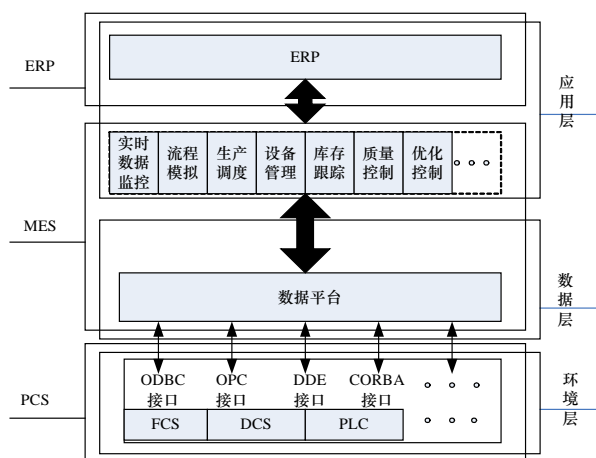 ERP
ERP
应
用
层
实时
数据
监控
流程
模拟
生产
调度
设备
管理
库存
跟踪
质量
控制
优化
控制
MES
数据平台
数
据
层
ODBC
接口
OPC
接口
DDE
接口
CORBA
接口
PCS
FCS
DCS
PLC
环
境
层